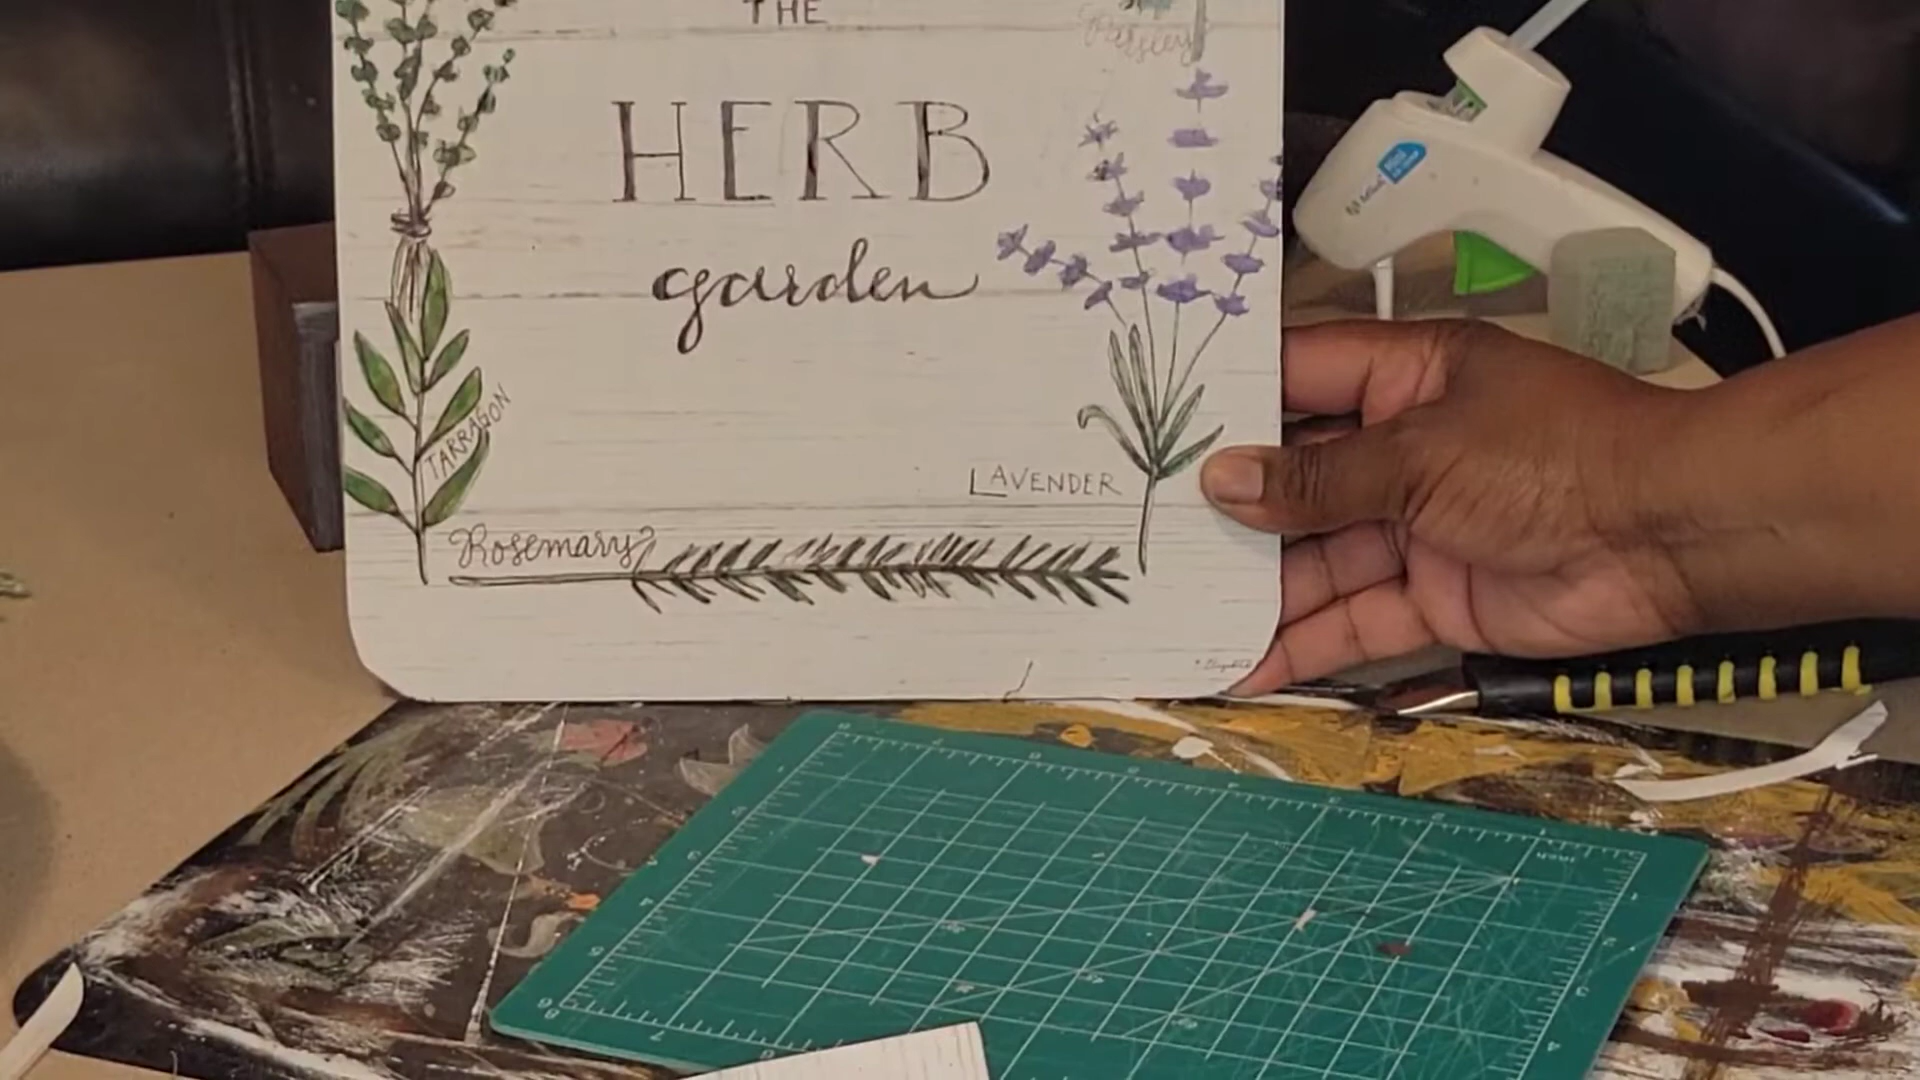 THE
Parsley
HERB
garden
TARRAGON
LAVENDER
Rosemary